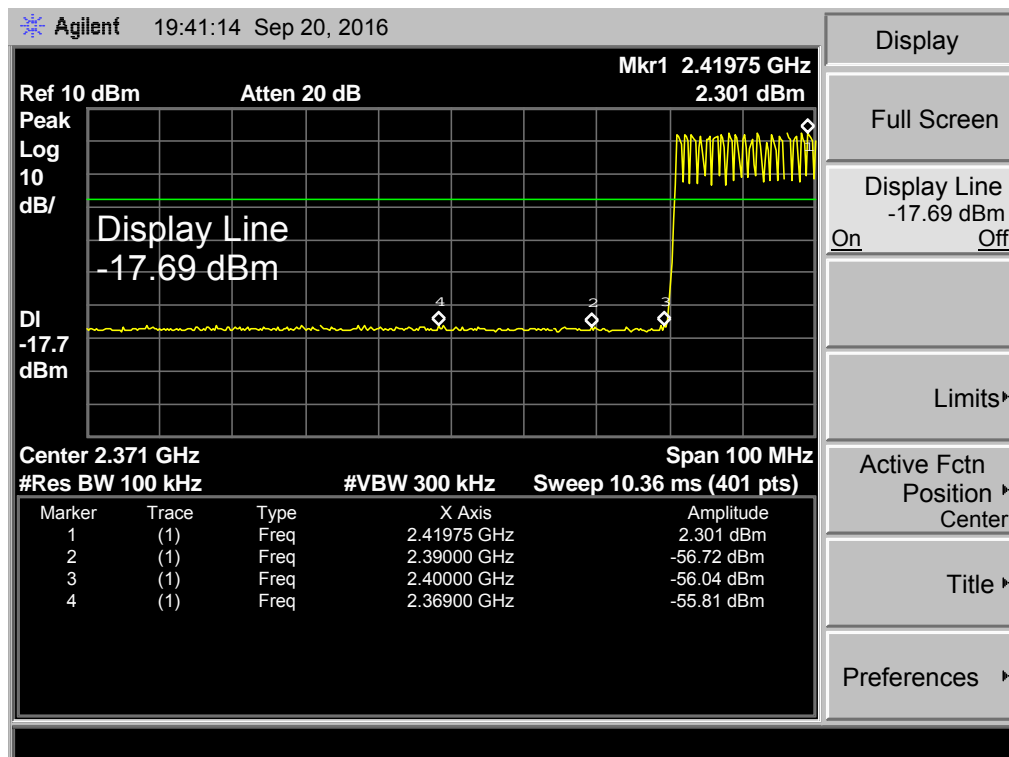 Agilent 19:41:14 Sep 20, 2016
Mkr1 2.41975 GHz
Ref 10 dBm Atten 20 dB 2.301 dBm
Peak
Log
10
dB/
Display Line
-17.69 dBm
4 2 3 1
DI
-17.7
dBm
Center 2.371 GHz Span 100 MHz
#Res BW 100 kHz #VBW 300 kHz Sweep 10.36 ms (401 pts)
Marker Trace Type X Axis Amplitude
1 (1) Freq 2.41975 GHz 2.301 dBm
2 (1) Freq 2.39000 GHz -56.72 dBm
3 (1) Freq 2.40000 GHz -56.04 dBm
4 (1) Freq 2.36900 GHz -55.81 dBm
Display
Full Screen
Display Line
-17.69 dBm
On Off
Limits
Active Fctn
Position
Center
Title
Preferences